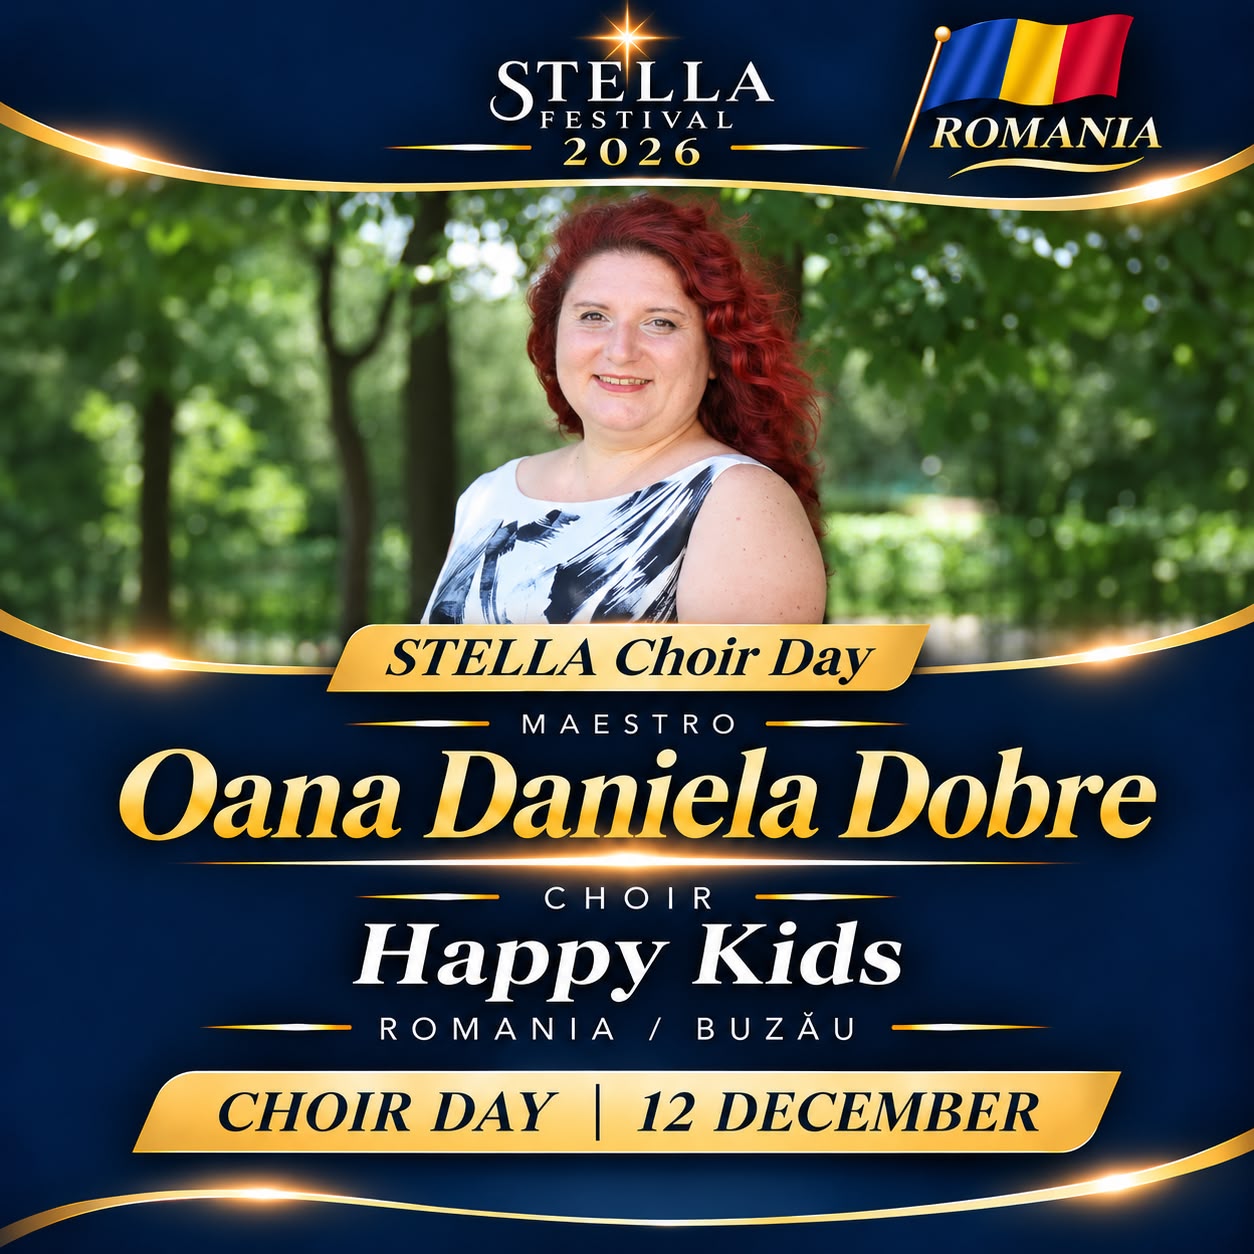 STELLA
FESTIVAL
2026
ROMANIA
STELLA Choir Day
MAESTRO
Oana Daniela Dobre
CHOIR
Happy Kids
ROMANIA / BUZĂU
CHOIR DAY | 12 DECEMBER